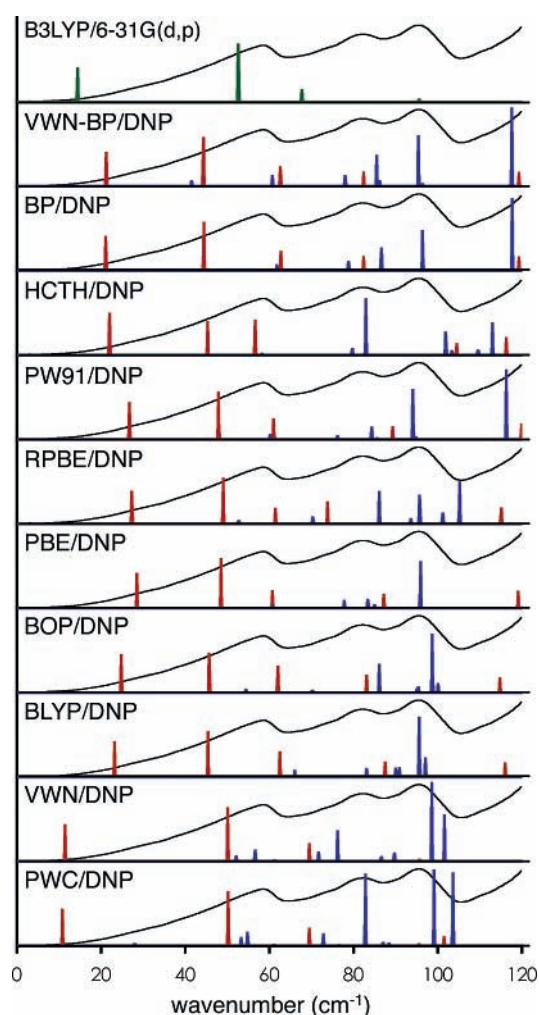 B3LYP/6-31G(d,p)
VWN-BP/DNP
BP/DNP
HCTH/DNP
PW91/DNP
RPBE/DNP
PBE/DNP
BOP/DNP
BLYP/DNP
VWN/DNP
PWC/DNP
0 20 40 60 80 100 120
wavenumber (cm⁻¹)